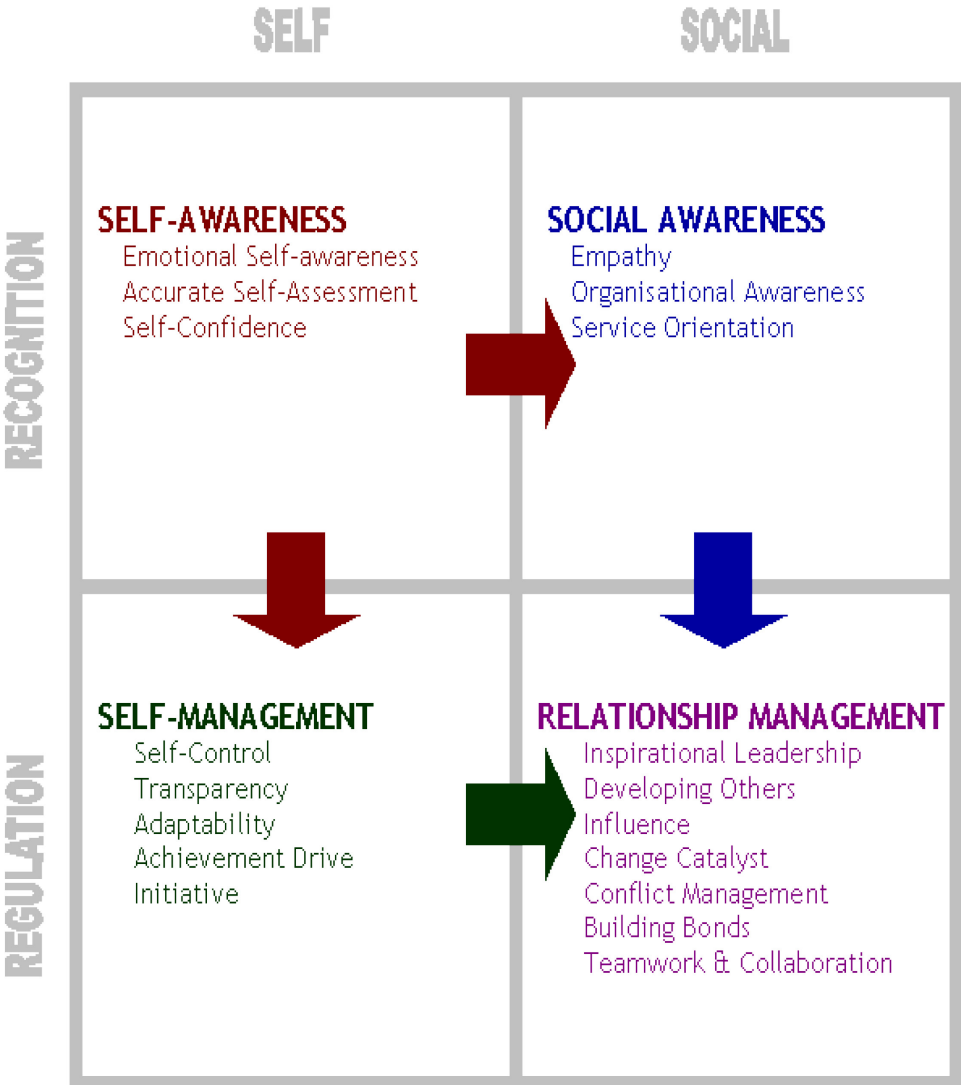 SELF
SOCIAL
RECOGNITION
SELF-AWARENESS
Emotional Self-awareness
Accurate Self-Assessment
Self-Confidence
SOCIAL AWARENESS
Empathy
Organisational Awareness
Service Orientation
REGULATION
SELF-MANAGEMENT
Self-Control
Transparency
Adaptability
Achievement Drive
Initiative
RELATIONSHIP MANAGEMENT
Inspirational Leadership
Developing Others
Influence
Change Catalyst
Conflict Management
Building Bonds
Teamwork & Collaboration